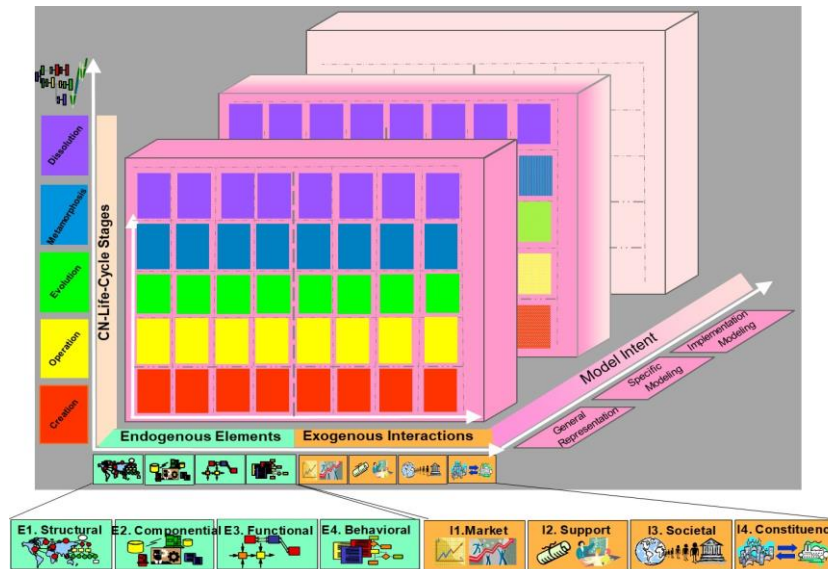 Dissolution
Metamorphosis
Evolution
Operation
Creation
CN-Life-Cycle Stages
Endogenous Elements
Exogenous Interactions
Model Intent
General
Representation
Specific
Modeling
Implementation
Modeling
E1. Structural
E2. Componential
E3. Functional
E4. Behavioral
I1.Market
I2. Support
I3. Societal
I4. Constituenc